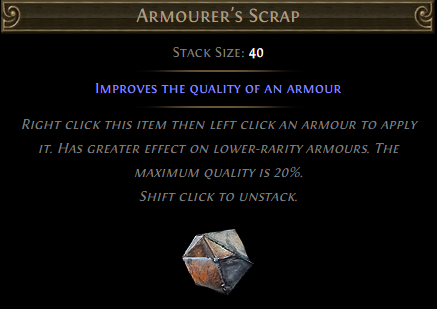 Armourer's Scrap
Stack Size: 40
Improves the quality of an armour
Right click this item then left click an armour to apply
it. Has greater effect on lower-rarity armours. The
maximum quality is 20%.
Shift click to unstack.